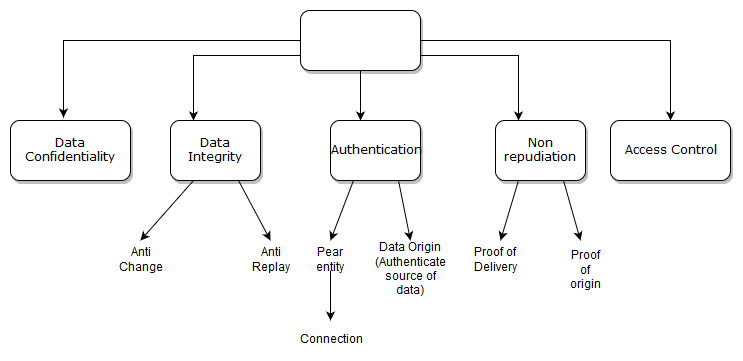 Data
Confidentiality
Data
Integrity
Authentication
Non
repudiation
Access Control
Anti
Change
Anti
Replay
Pear
entity
Data Origin
(Authenticate
source of
data)
Proof of
Delivery
Proof
of
origin
Connection